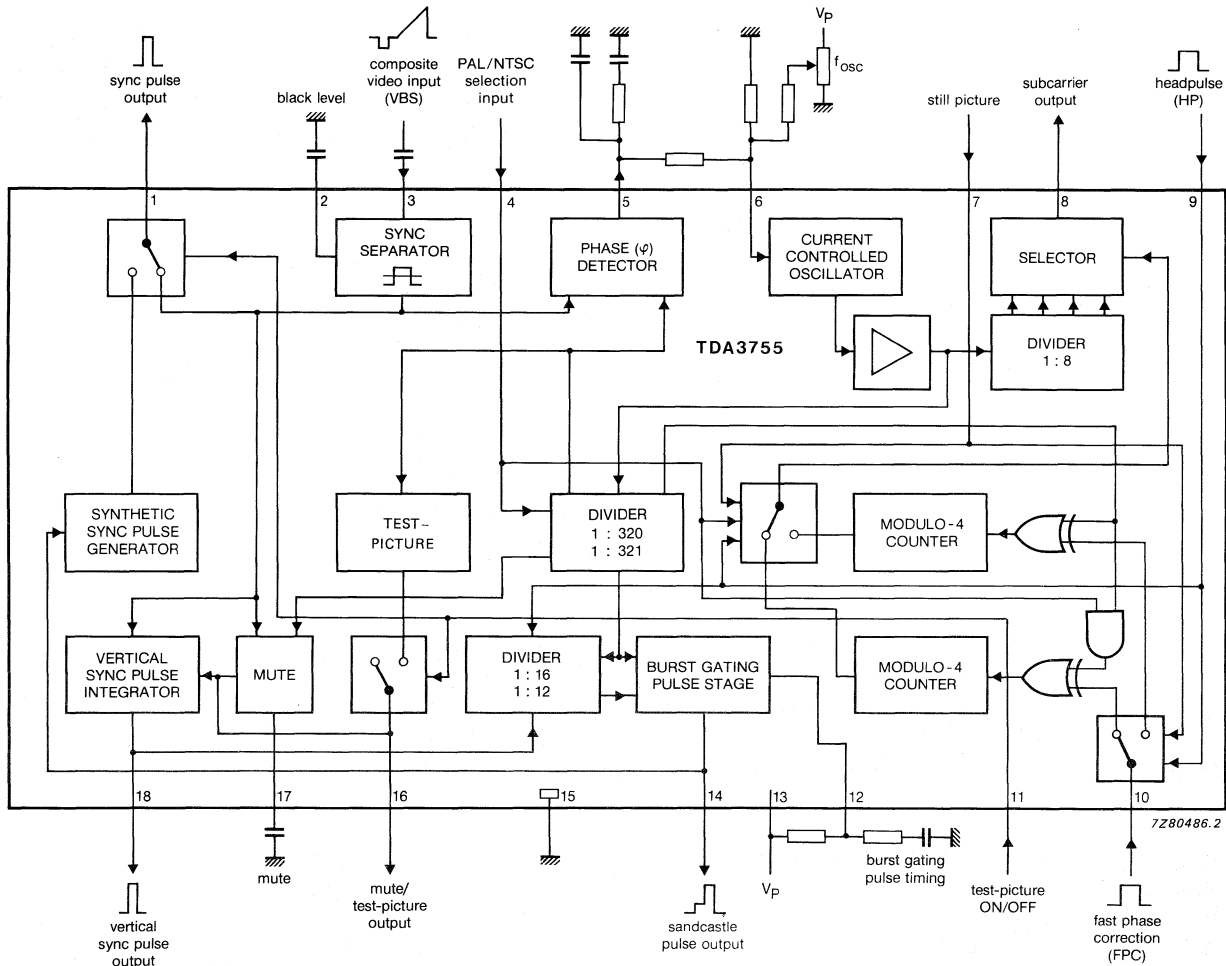 sync pulse
output
black level
composite
video input
(VBS)
PAL/NTSC
selection
input
VP
fosc
still picture
subcarrier
output
headpulse
(HP)
1
2
3
4
5
6
7
8
9
SYNC
SEPARATOR
PHASE (φ)
DETECTOR
CURRENT
CONTROLLED
OSCILLATOR
SELECTOR
TDA3755
DIVIDER
1 : 8
SYNTHETIC
SYNC PULSE
GENERATOR
TEST-
PICTURE
DIVIDER
1 : 320
1 : 321
MODULO-4
COUNTER
VERTICAL
SYNC PULSE
INTEGRATOR
MUTE
DIVIDER
1 : 16
1 : 12
BURST GATING
PULSE STAGE
MODULO-4
COUNTER
18
17
16
15
14
13
12
11
10
7Z80486.2
vertical
sync pulse
output
mute
mute/
test-picture
output
sandcastle
pulse output
VP
burst gating
pulse timing
test-picture
ON/OFF
fast phase
correction
(FPC)